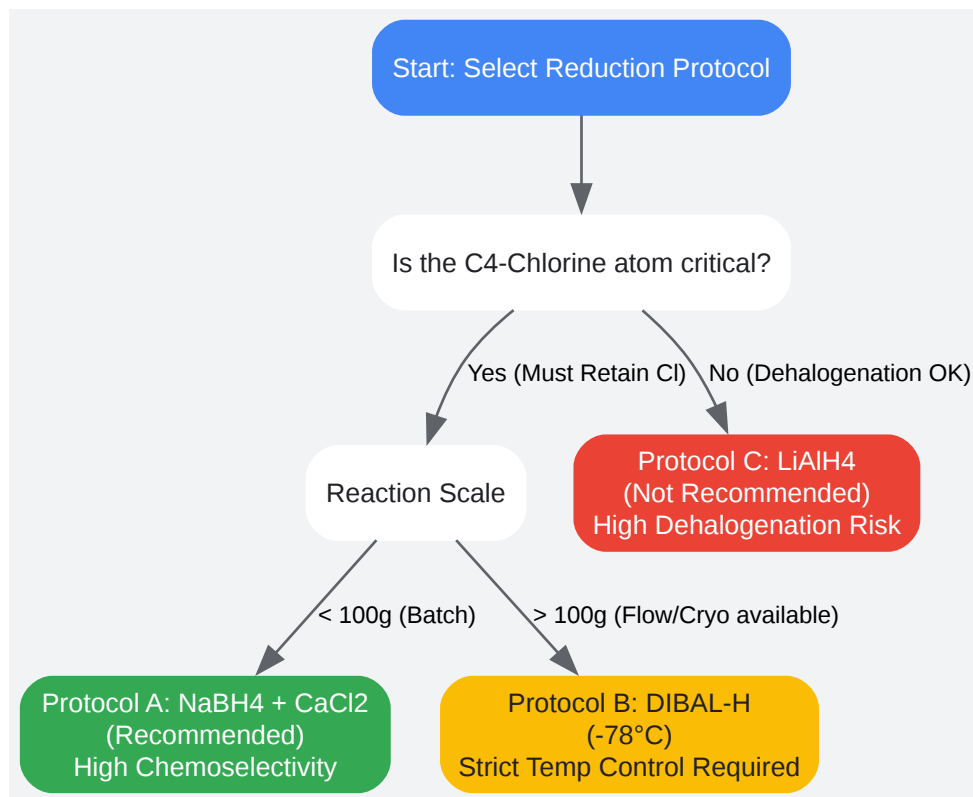 Start: Select Reduction Protocol
Is the C4-Chlorine atom critical?
Yes (Must Retain Cl)
No (Dehalogenation OK)
Reaction Scale
Protocol C: LiAlH4
(Not Recommended)
High Dehalogenation Risk
< 100g (Batch)
> 100g (Flow/Cryo available)
Protocol A: NaBH4 + CaCl2
(Recommended)
High Chemoselectivity
Protocol B: DIBAL-H
(-78°C)
Strict Temp Control Required